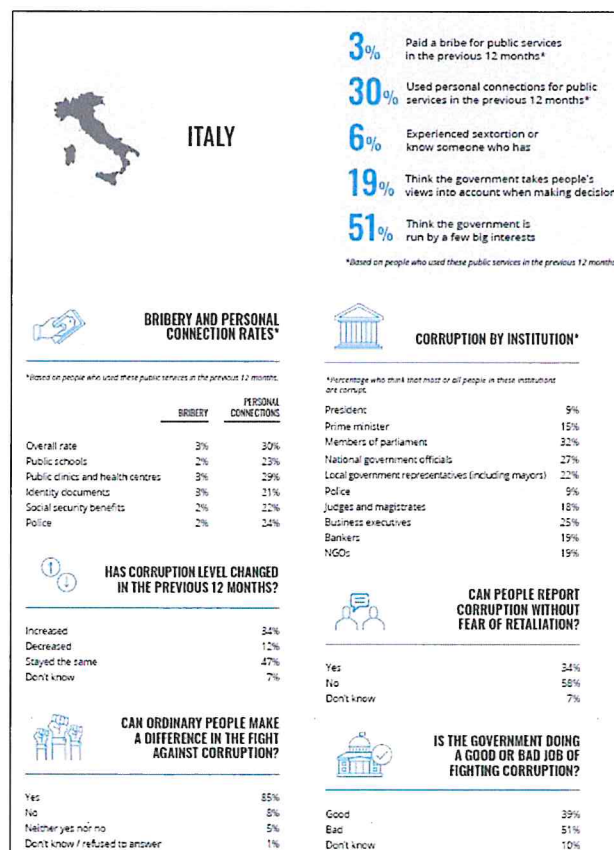 ITALY
3% Paid a bribe for public services
in the previous 12 months*
30% Used personal connections for public
services in the previous 12 months*
6% Experienced sextortion or
know someone who has
19% Think the government takes people's
views into account when making decision
51% Think the government is
run by a few big interests
*Based on people who used these public services in the previous 12 months
BRIBERY AND PERSONAL
CONNECTION RATES*
*Based on people who used these public services in the previous 12 months.
BRIBERY PERSONAL
CONNECTIONS
Overall rate 3% 30%
Public schools 2% 23%
Public clinics and health centres 3% 29%
Identity documents 3% 21%
Social security benefits 2% 22%
Police 2% 24%
CORRUPTION BY INSTITUTION*
*Percentage who think that most or all people in these institutions
are corrupt.
President 9%
Prime minister 15%
Members of parliament 32%
National government officials 27%
Local government representatives (including mayors) 22%
Police 9%
Judges and magistrates 18%
Business executives 25%
Bankers 19%
NGOs 19%
HAS CORRUPTION LEVEL CHANGED
IN THE PREVIOUS 12 MONTHS?
Increased 34%
Decreased 12%
Stayed the same 47%
Don't know 7%
CAN PEOPLE REPORT
CORRUPTION WITHOUT
FEAR OF RETALIATION?
Yes 34%
No 58%
Don't know 7%
CAN ORDINARY PEOPLE MAKE
A DIFFERENCE IN THE FIGHT
AGAINST CORRUPTION?
Yes 85%
No 8%
Neither yes nor no 5%
Don't know / refused to answer 1%
IS THE GOVERNMENT DOING
A GOOD OR BAD JOB OF
FIGHTING CORRUPTION?
Good 39%
Bad 51%
Don't know 10%